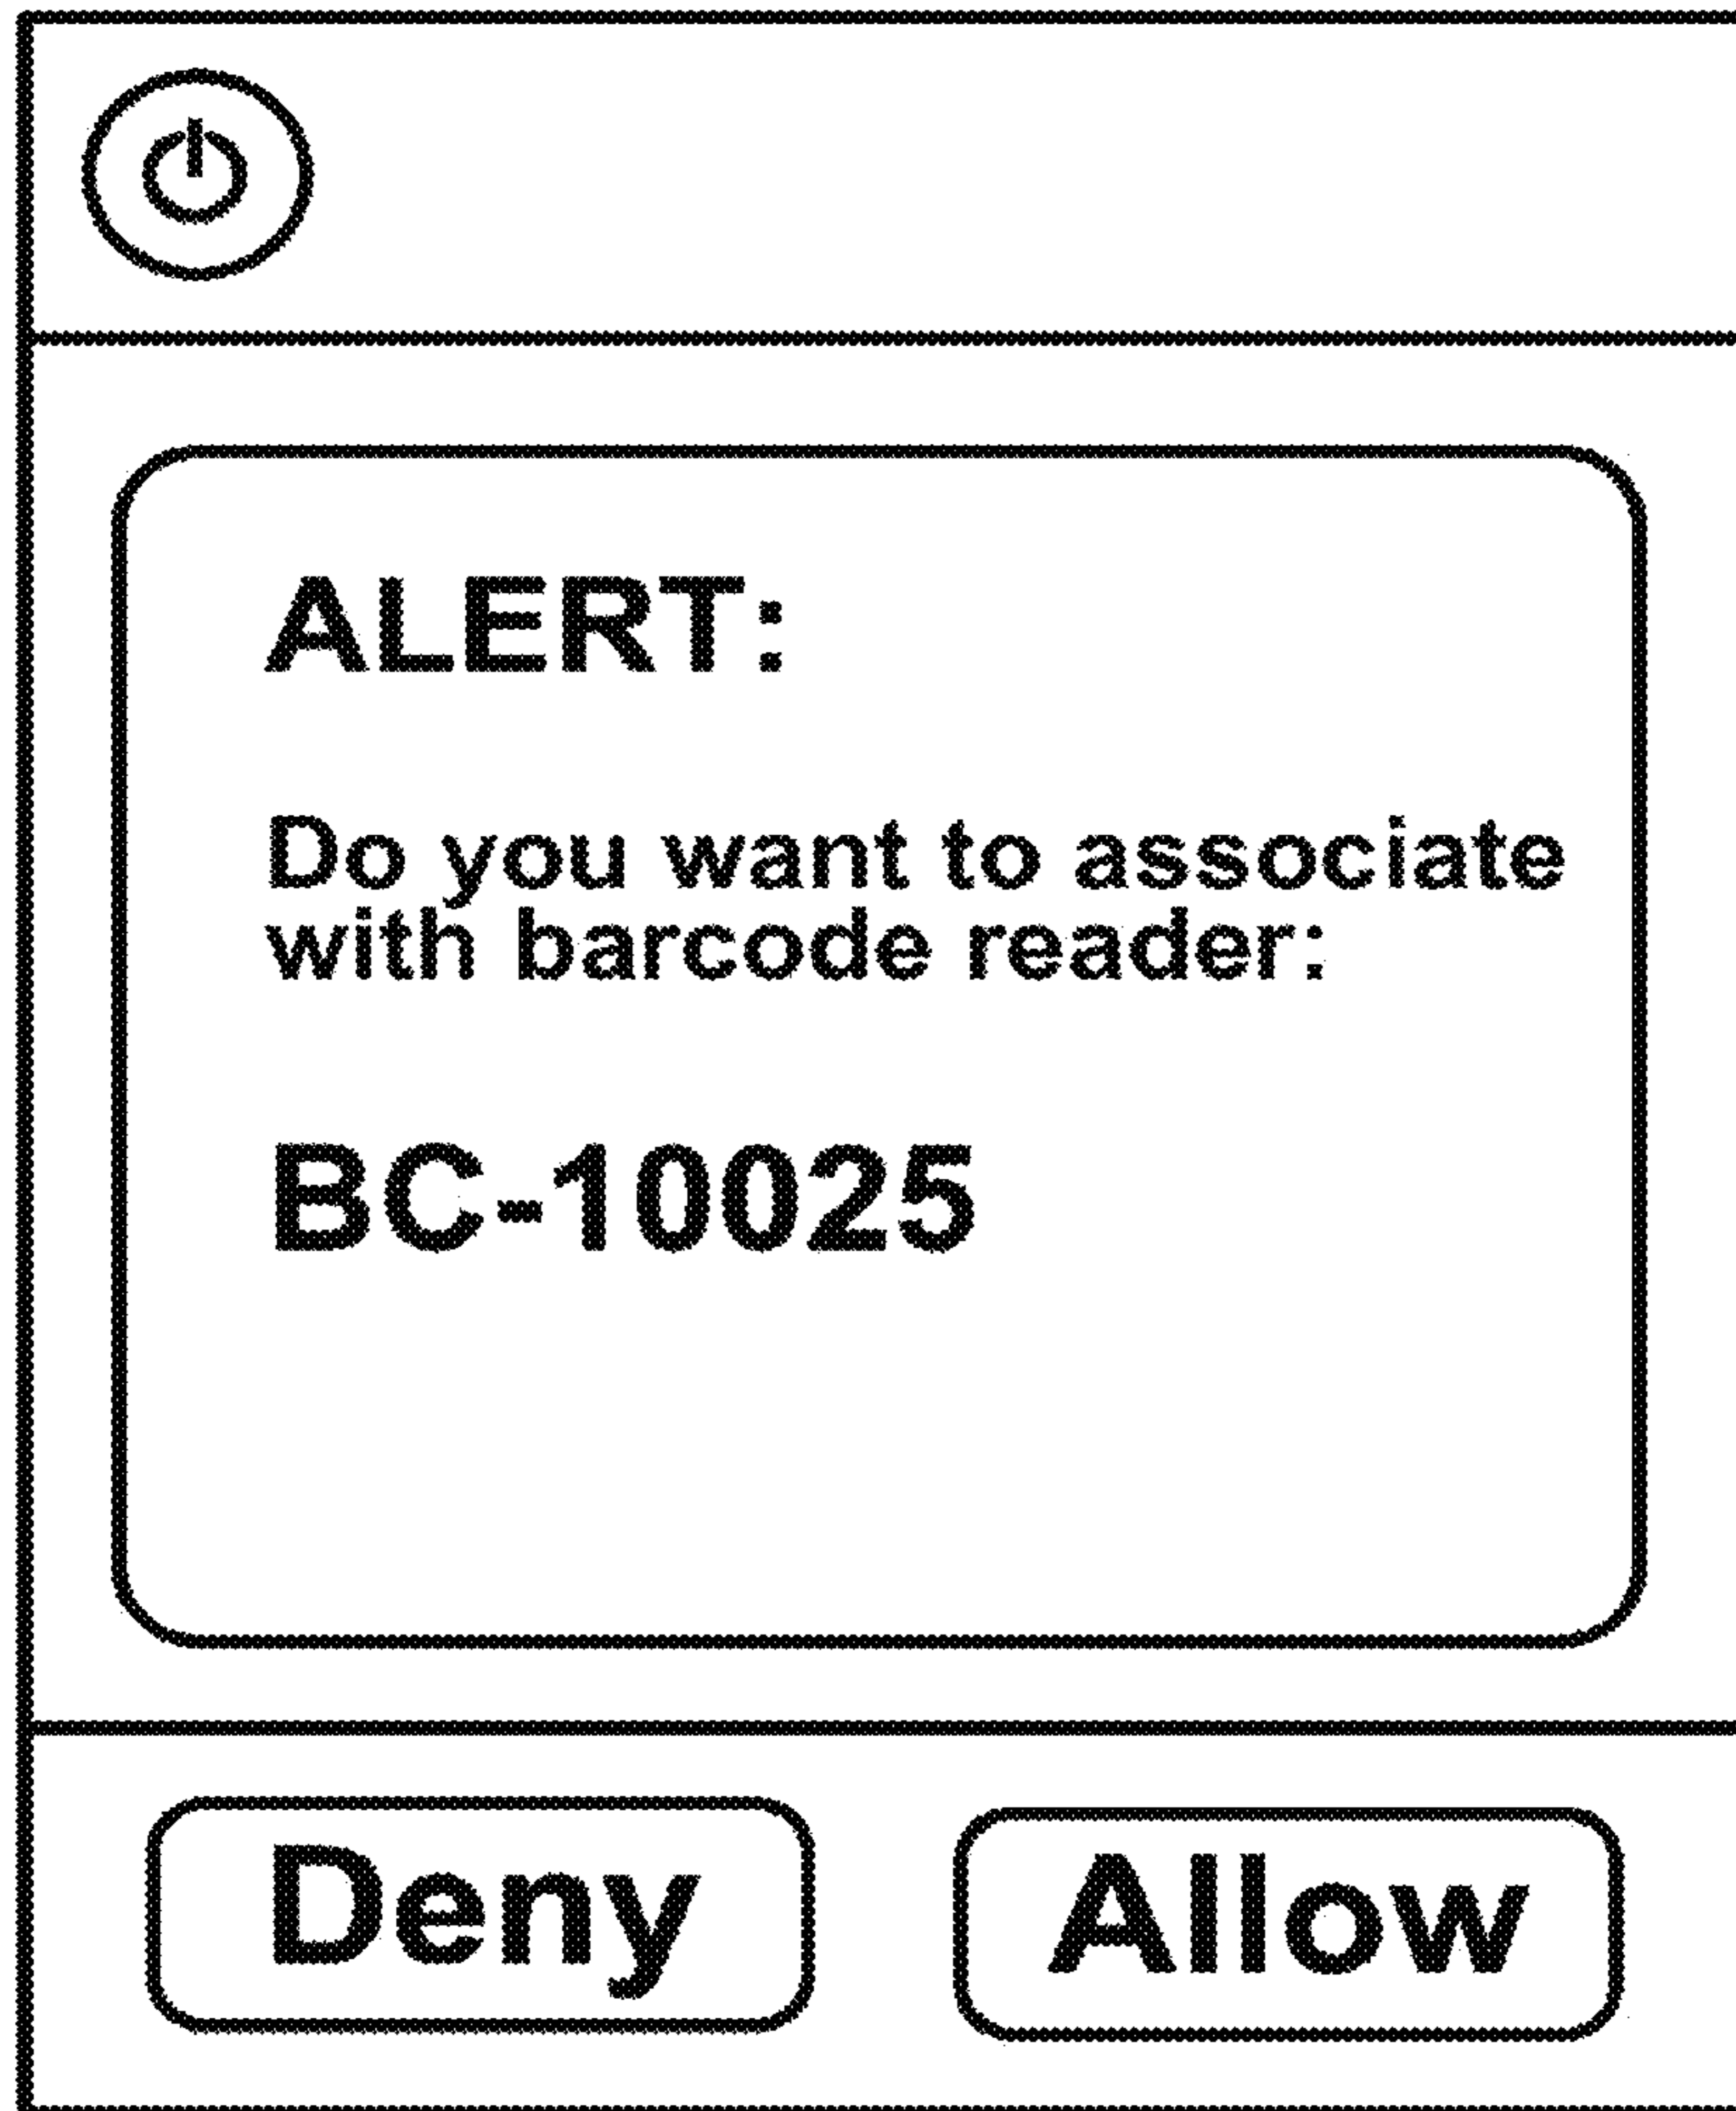 ALERT:
Do you want to associate
with barcode reader:
BC-10025
Deny Allow